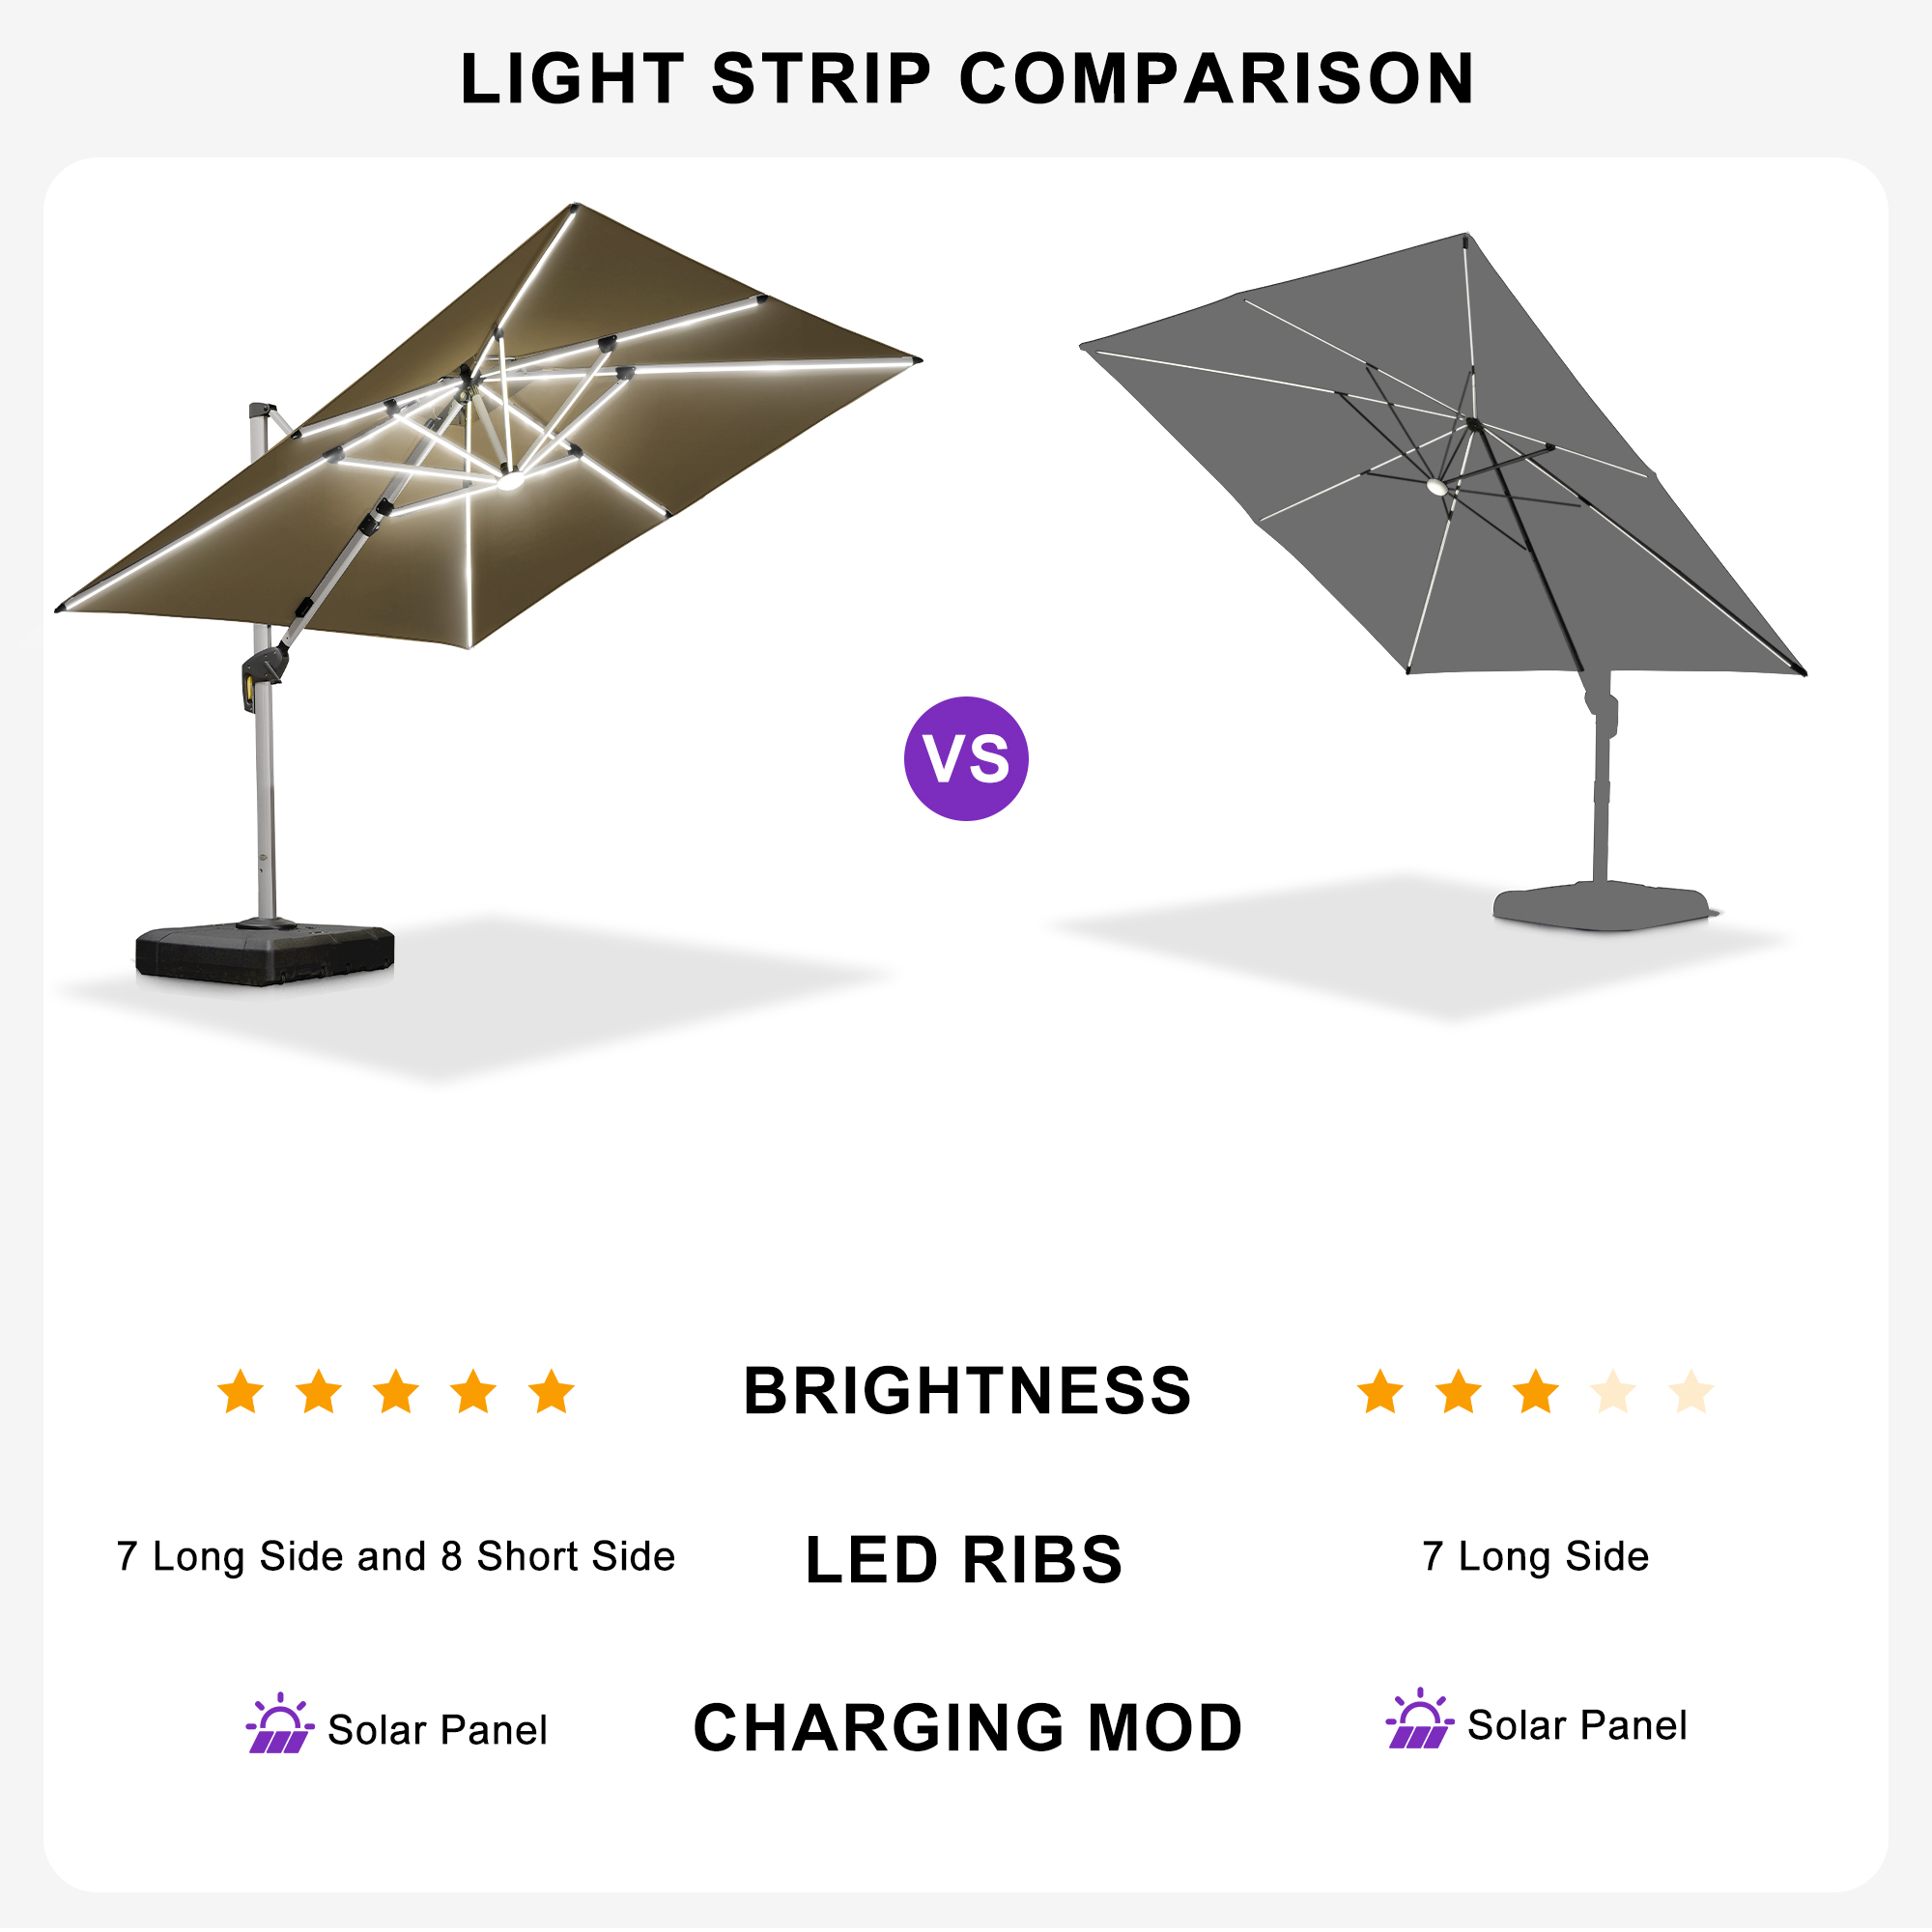 LIGHT STRIP COMPARISON
VS
BRIGHTNESS
7 Long Side and 8 Short Side
LED RIBS
7 Long Side
Solar Panel
CHARGING MOD
Solar Panel